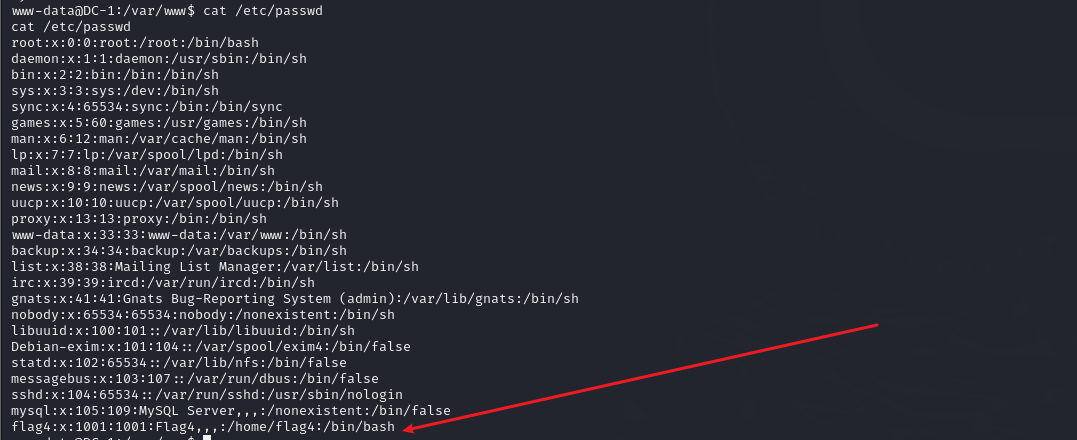 www-data@DC-1:/var/www$ cat /etc/passwd
cat /etc/passwd
root:x:0:0:root:/root:/bin/bash
daemon:x:1:1:daemon:/usr/sbin:/bin/sh
bin:x:2:2:bin:/bin:/bin/sh
sys:x:3:3:sys:/dev:/bin/sh
sync:x:4:65534:sync:/bin:/bin/sync
games:x:5:60:games:/usr/games:/bin/sh
man:x:6:12:man:/var/cache/man:/bin/sh
lp:x:7:7:lp:/var/spool/lpd:/bin/sh
mail:x:8:8:mail:/var/mail:/bin/sh
news:x:9:9:news:/var/spool/news:/bin/sh
uucp:x:10:10:uucp:/var/spool/uucp:/bin/sh
proxy:x:13:13:proxy:/bin:/bin/sh
www-data:x:33:33:www-data:/var/www:/bin/sh
backup:x:34:34:backup:/var/backups:/bin/sh
list:x:38:38:Mailing List Manager:/var/list:/bin/sh
irc:x:39:39:ircd:/var/run/ircd:/bin/sh
gnats:x:41:41:Gnats Bug-Reporting System (admin):/var/lib/gnats:/bin/sh
nobody:x:65534:65534:nobody:/nonexistent:/bin/sh
libuuid:x:100:101::/var/lib/libuuid:/bin/sh
Debian-exim:x:101:104::/var/spool/exim4:/bin/false
statd:x:102:65534::/var/lib/nfs:/bin/false
messagebus:x:103:107::/var/run/dbus:/bin/false
sshd:x:104:65534::/var/run/sshd:/usr/sbin/nologin
mysql:x:105:109:MySQL Server,,,:/nonexistent:/bin/false
flag4:x:1001:1001:Flag4,,,:/home/flag4:/bin/bash